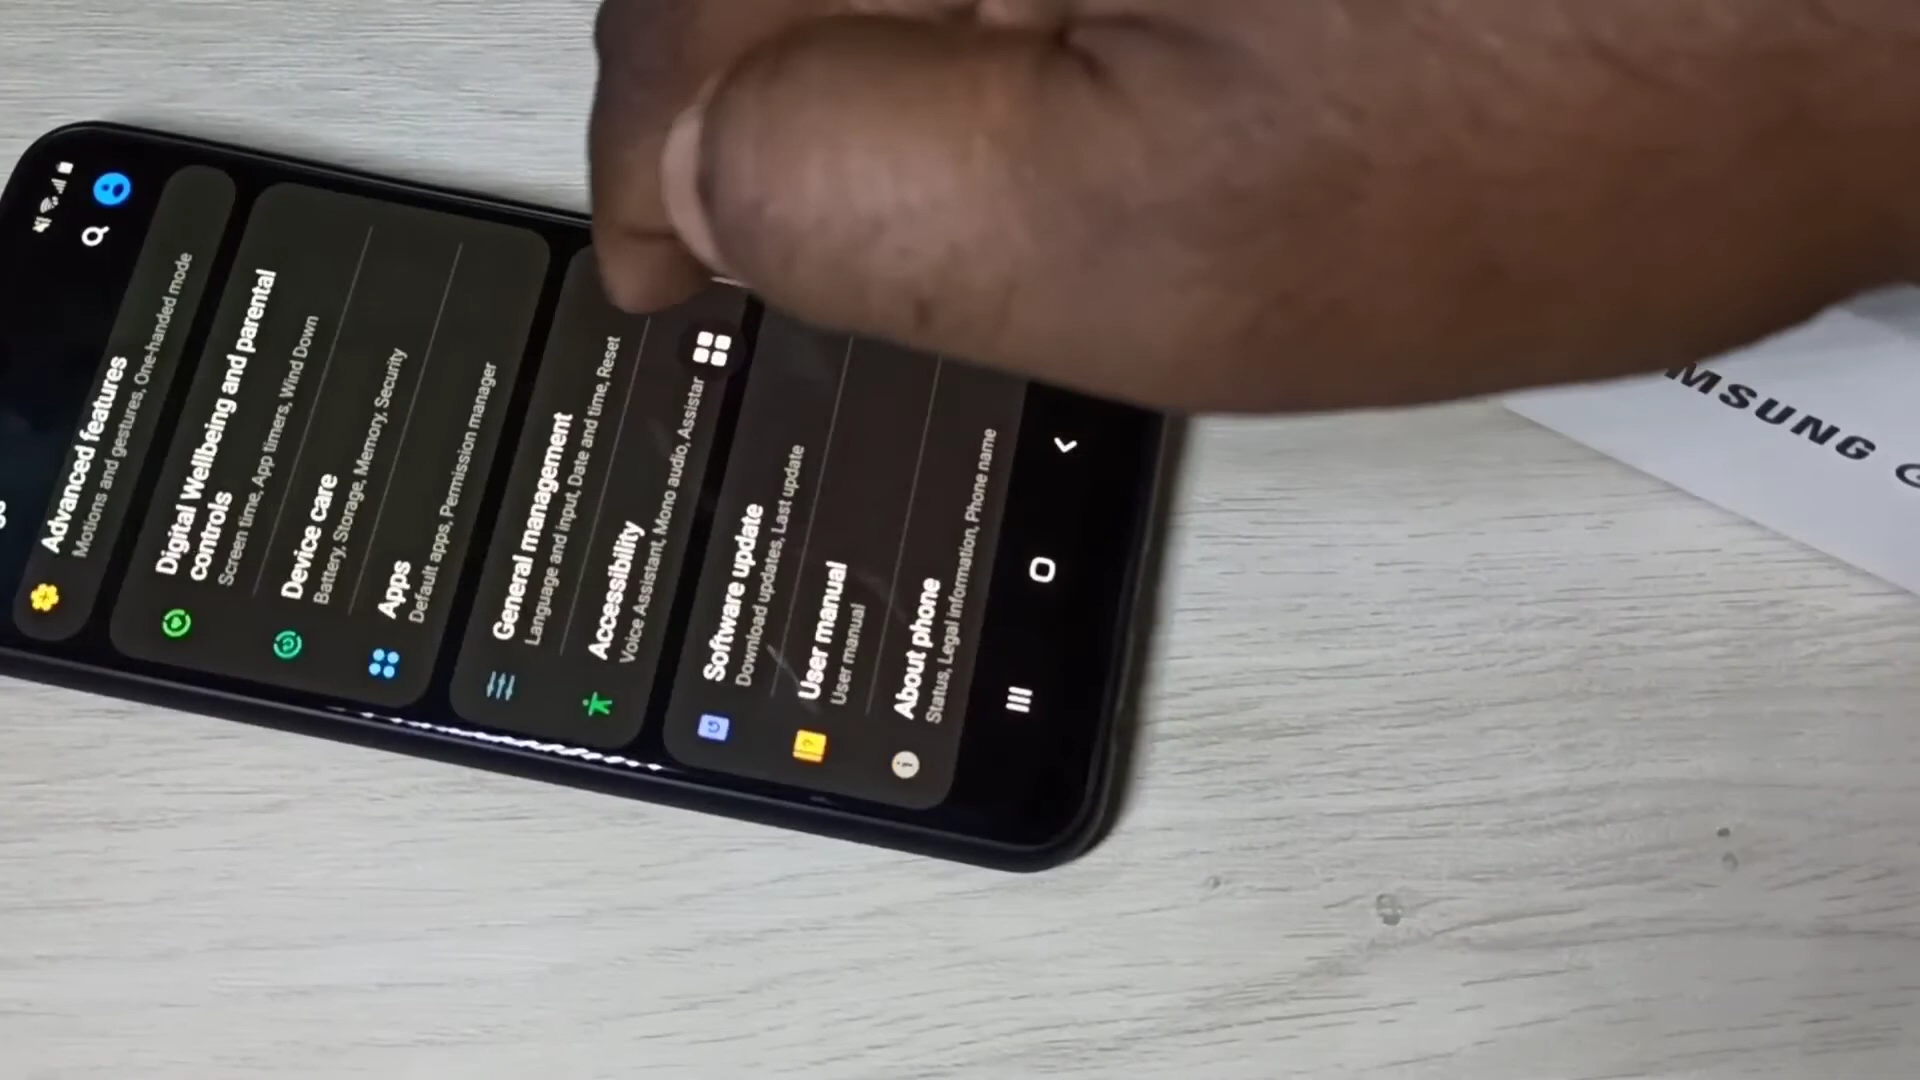 Advanced features
Motions and gestures, One-handed mode
Digital Wellbeing and parental
controls
Screen time, App timers, Wind Down
Device care
Battery, Storage, Memory, Security
Apps
Default apps, Permission manager
General management
Language and input, Date and time, Reset
Accessibility
Voice Assistant, Mono audio, Assistar
Software update
Download updates, Last update
User manual
User manual
About phone
Status, Legal information, Phone name
MSUNG G